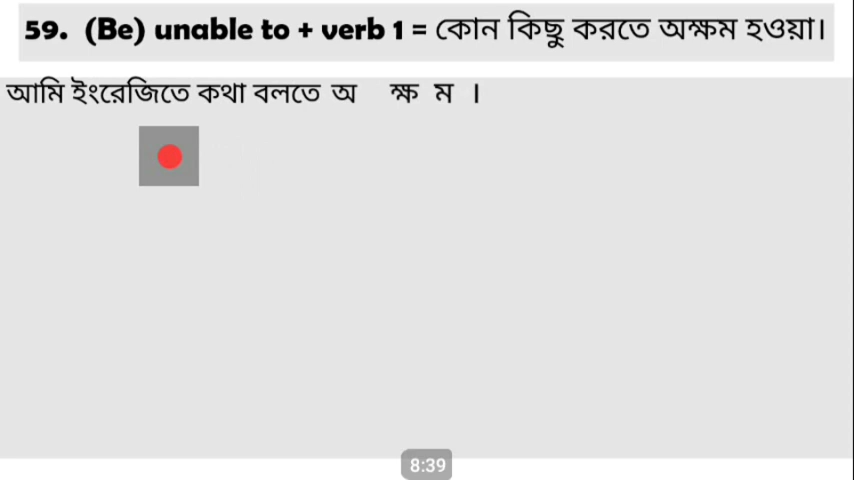 59. (Be) unable to + verb 1 = কোন কিছু করতে অক্ষম হওয়া।
আমি ইংরেজিতে কথা বলতে অ ক্ষ ম ।
8:39